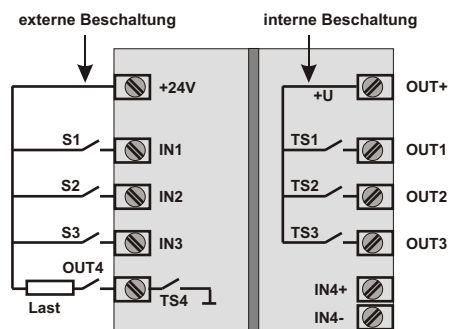 externe Beschaltung interne Beschaltung
+24V +U OUT+
S1 IN1 TS1 OUT1
S2 IN2 TS2 OUT2
S3 IN3 TS3 OUT3
OUT4 IN4+
Last TS4 IN4-